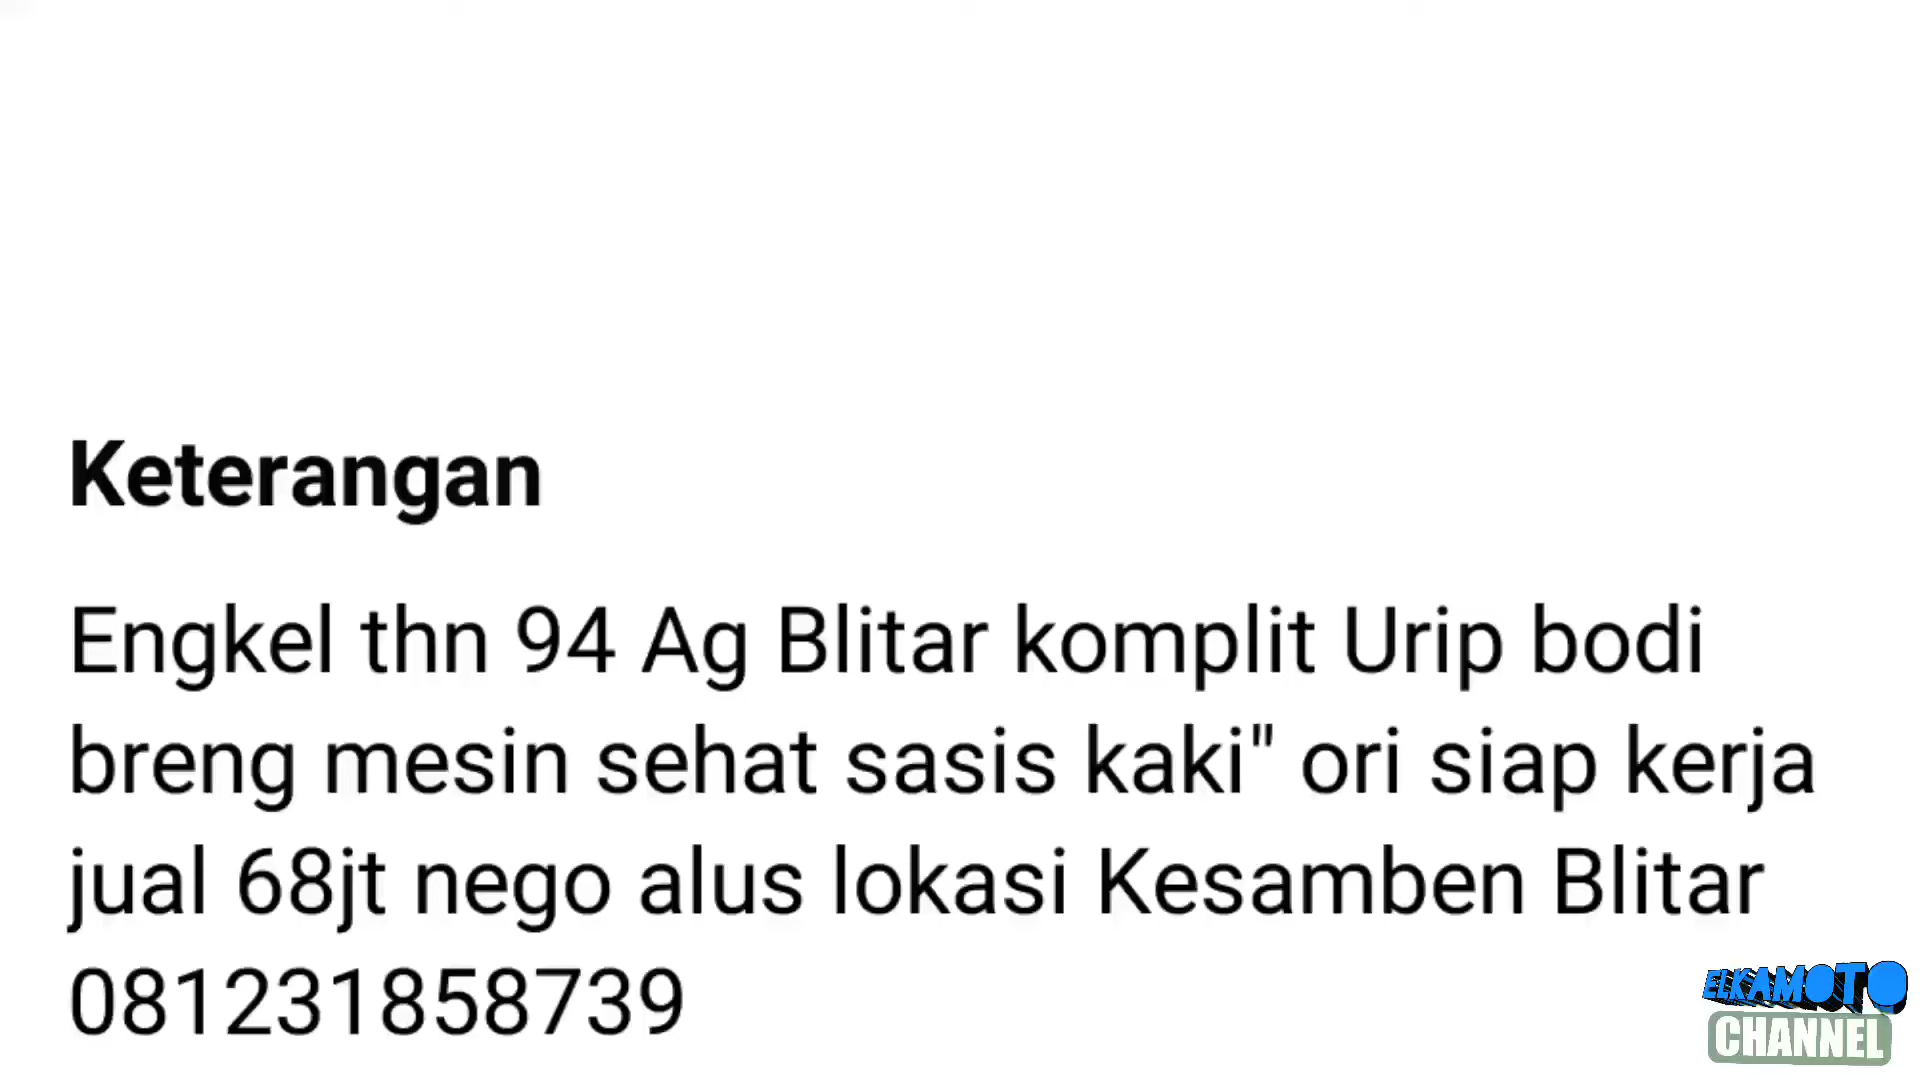 Keterangan
Engkel thn 94 Ag Blitar komplit Urip bodi
breng mesin sehat sasis kaki" ori siap kerja
jual 68jt nego alus lokasi Kesamben Blitar
081231858739
ELKAMOTO
CHANNEL